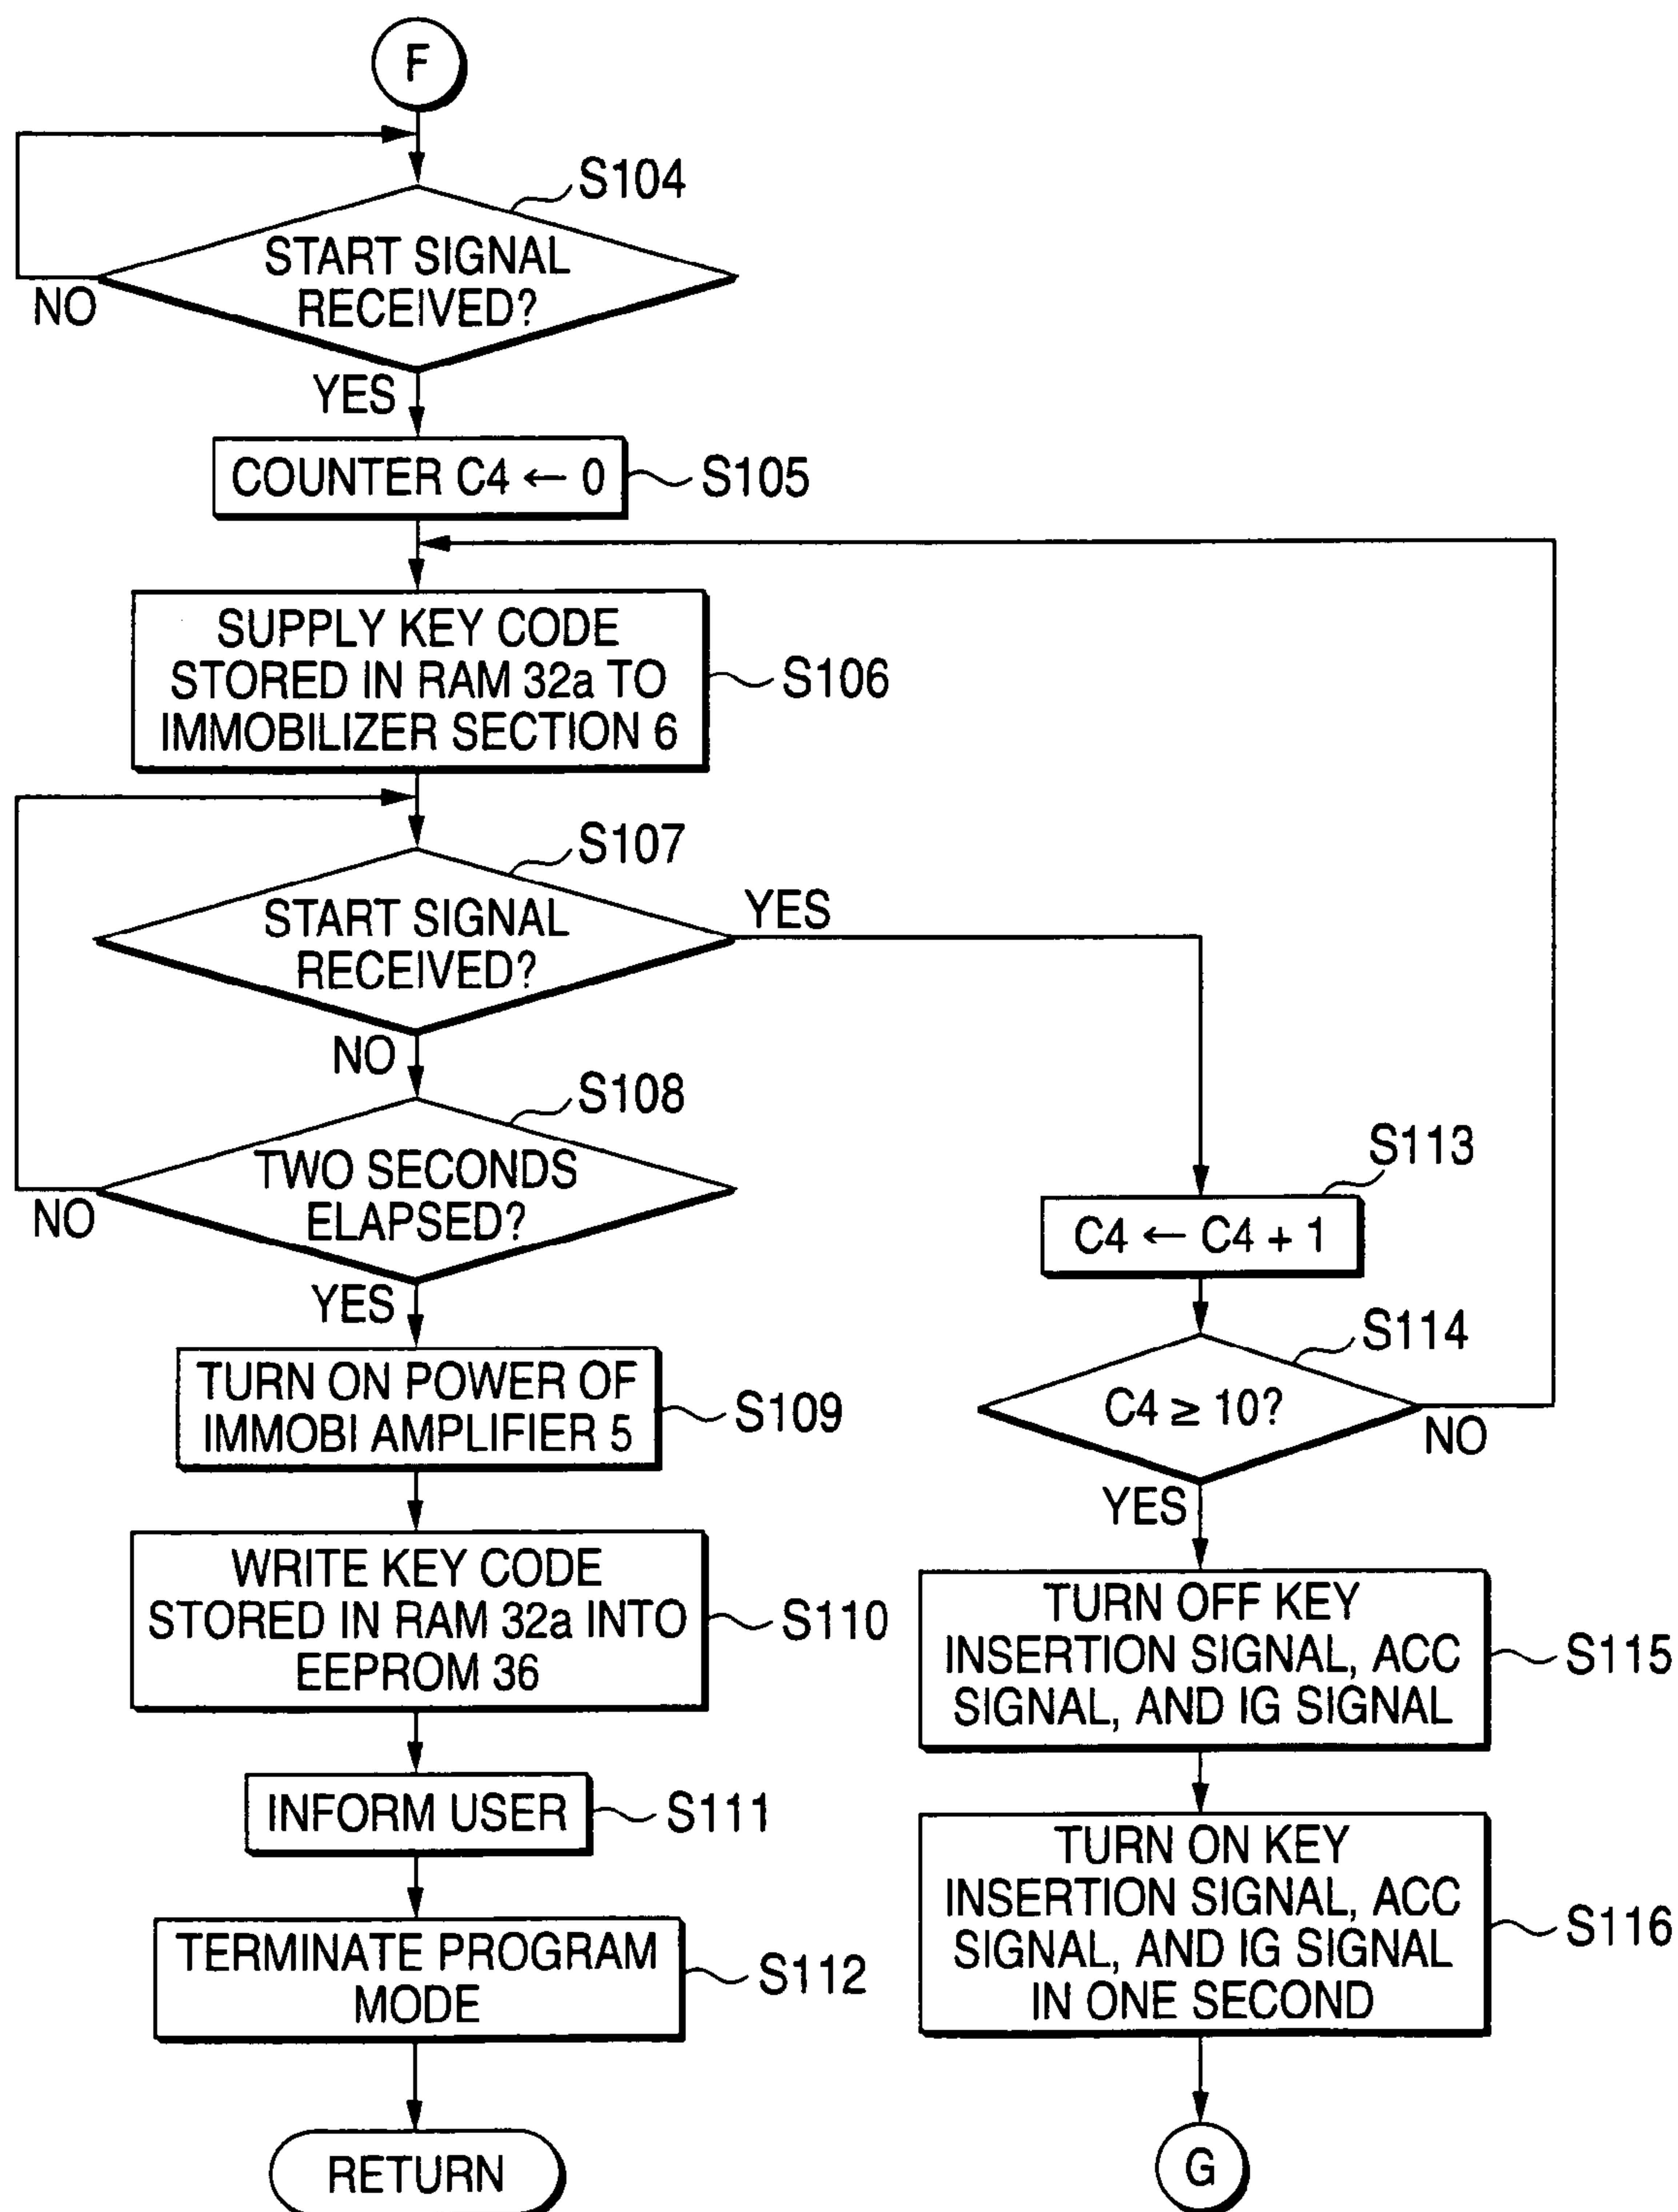 F
S104
START SIGNAL
RECEIVED?
NO
YES
COUNTER C4 ← 0
S105
SUPPLY KEY CODE
STORED IN RAM 32a TO
IMMOBILIZER SECTION 6
S106
S107
START SIGNAL
RECEIVED?
YES
NO
S108
TWO SECONDS
ELAPSED?
NO
YES
TURN ON POWER OF
IMMOBI AMPLIFIER 5
S109
WRITE KEY CODE
STORED IN RAM 32a INTO
EEPROM 36
S110
INFORM USER
S111
TERMINATE PROGRAM
MODE
S112
RETURN
S113
C4 ← C4 + 1
S114
C4 ≥ 10?
NO
YES
TURN OFF KEY
INSERTION SIGNAL, ACC
SIGNAL, AND IG SIGNAL
S115
TURN ON KEY
INSERTION SIGNAL, ACC
SIGNAL, AND IG SIGNAL
IN ONE SECOND
S116
G